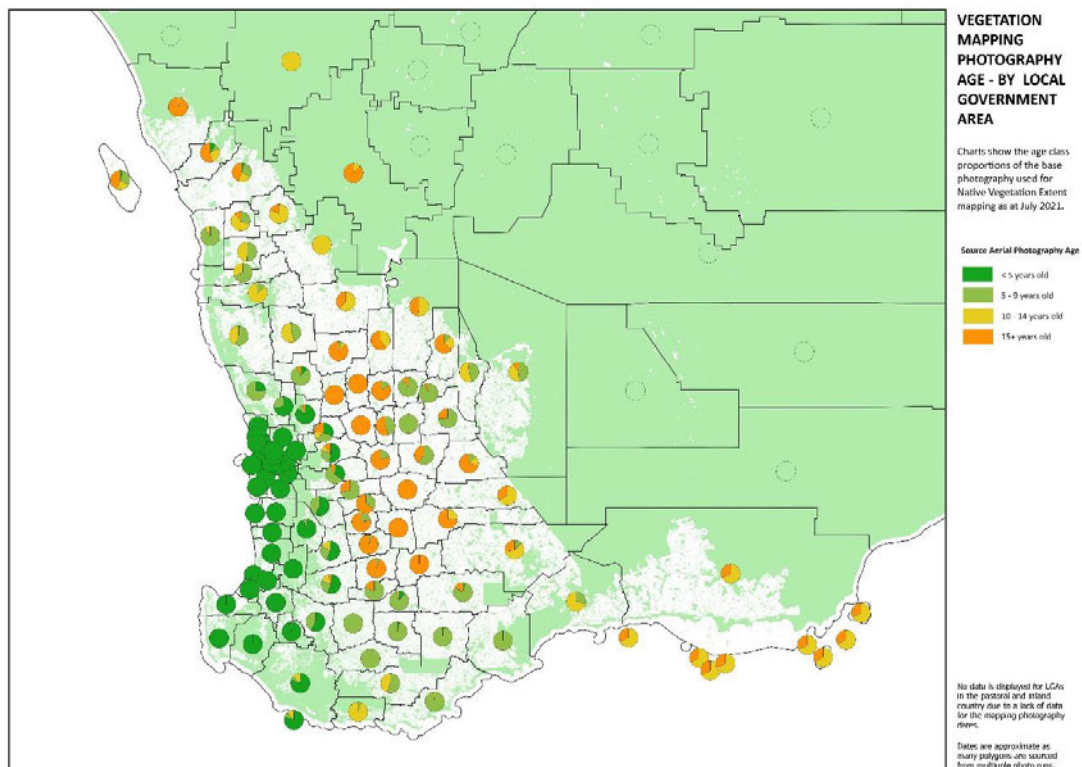 VEGETATION
MAPPING
PHOTOGRAPHY
AGE - BY LOCAL
GOVERNMENT
AREA
Charts show the age class
proportions of the base
photography used for
Native Vegetation Extent
mapping as at July 2021.
Source Aerial Photography Age
< 5 years old
5 - 9 years old
10 - 14 years old
15+ years old
No data is displayed for LGAs
in the pastoral and inland
country due to a lack of data
for the mapping photography
dates.
Dates are approximate as
many polygons are sourced
from multiple photo runs.